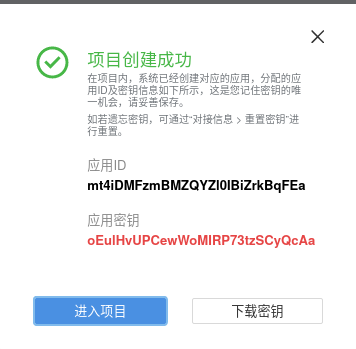 项目创建成功
在项目内，系统已经创建对应的应用，分配的应
用ID及密钥信息如下所示，这是您记住密钥的唯
一机会，请妥善保存。
如若遗忘密钥，可通过“对接信息 > 重置密钥”进
行重置。
应用ID
mt4iDMFzmBMZQYZl0IBiZrkBqFEa
应用密钥
oEulHvUPCewWoMIRP73tzSCyQcAa
进入项目
下载密钥